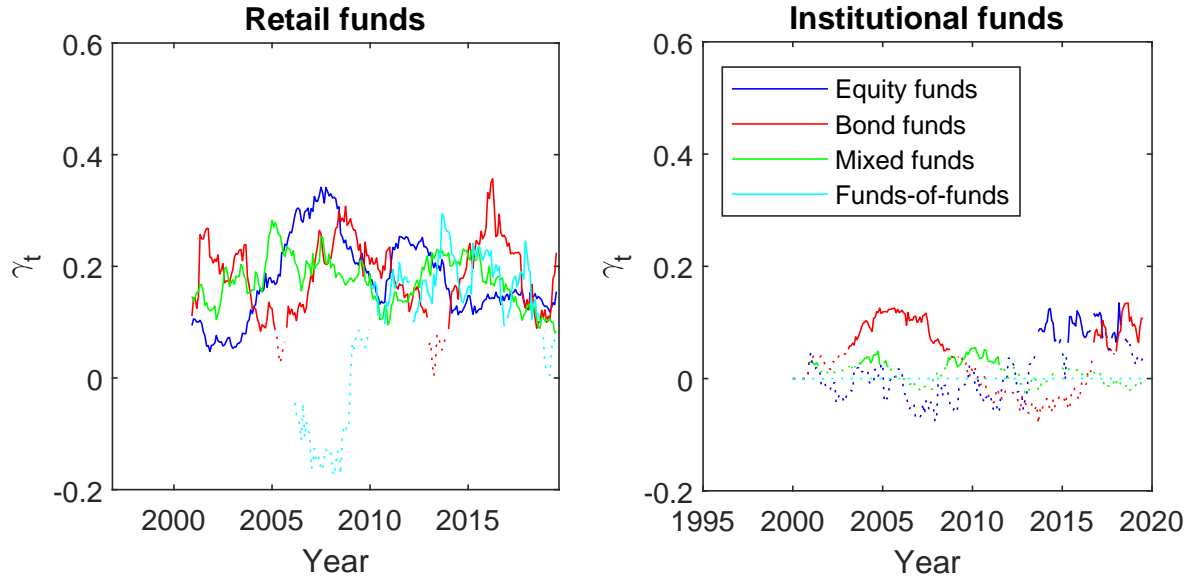 Retail funds
0.6
0.4
0.2
0
-0.2
γt
2000 2005 2010 2015
Year
Institutional funds
0.6
0.4
0.2
0
-0.2
γt
1995 2000 2005 2010 2015 2020
Year
Equity funds
Bond funds
Mixed funds
Funds-of-funds